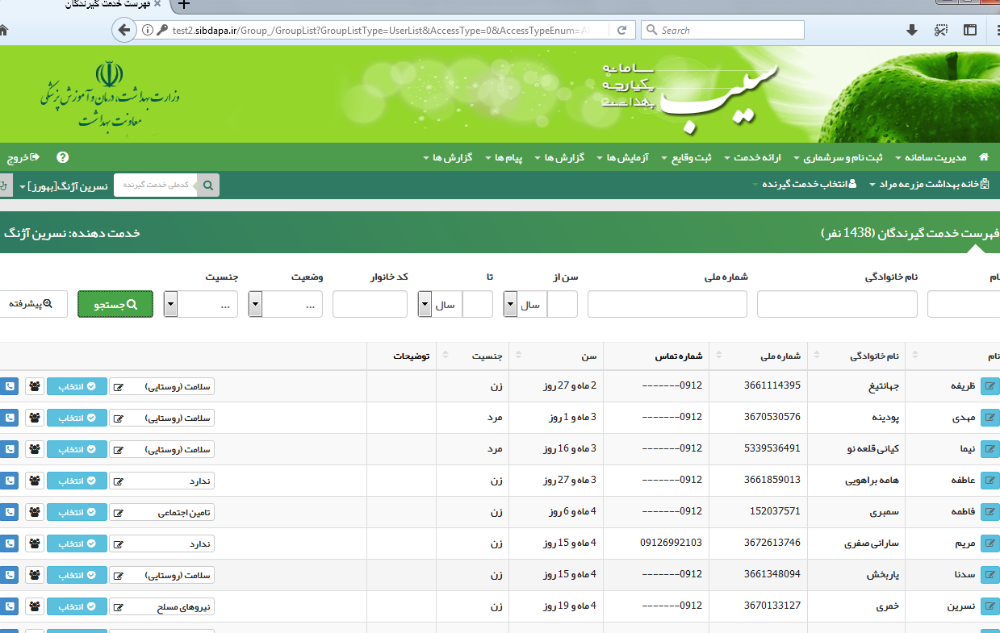 فهرست خدمت گیرندگان
test2.sibdapa.ir/Group_/GroupList?GroupListType=UserList&AccessType=0&AccessTypeEnum=A
Search
سیب
سامانه
یکپارچه
بهداشت
وزارت بهداشت، درمان و آموزش پزشکی
معاونت بهداشت
مدیریت سامانه ثبت نام و سرشماری ارائه خدمت ثبت وقایع آزمایش ها گزارش ها پیام ها گزارش ها خروج
خانه بهداشت مزرعه مراد انتخاب خدمت گیرنده کدملی خدمت گیرنده نسرین آژنگ[بهورز]
فهرست خدمت گیرندگان (1438 نفر) خدمت دهنده: نسرین آژنگ
نام نام خانوادگی شماره ملی سن از تا کد خانوار وضعیت جنسیت
سال سال ... ... جستجو پیشرفته
نام نام خانوادگی شماره ملی شماره تماس سن جنسیت توضیحات
ظریفه جهانتیغ 3661114395 0912------- 2 ماه و 27 روز زن سلامت (روستایی) انتخاب
مهدی پودینه 3670530576 0912------- 3 ماه و 1 روز مرد سلامت (روستایی) انتخاب
نیما کیانی قلعه نو 5339536491 0912------- 3 ماه و 16 روز مرد سلامت (روستایی) انتخاب
عاطفه هامه براهویی 3661859013 0912------- 3 ماه و 27 روز زن ندارد انتخاب
فاطمه سمبری 152037571 0912------- 4 ماه و 6 روز زن تامین اجتماعی انتخاب
مریم سارانی صفری 3672613746 09126992103 4 ماه و 15 روز زن ندارد انتخاب
سدنا یاربخش 3661348094 0912------- 4 ماه و 15 روز زن سلامت (روستایی) انتخاب
نسرین خمری 3670133127 0912------- 4 ماه و 19 روز زن نیروهای مسلح انتخاب